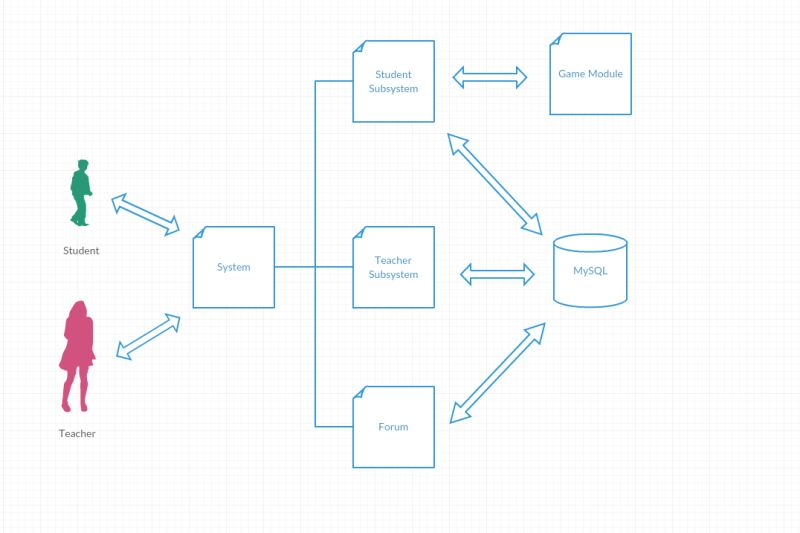 Student
Subsystem
Game Module
Student
System
Teacher
Subsystem
MySQL
Teacher
Forum